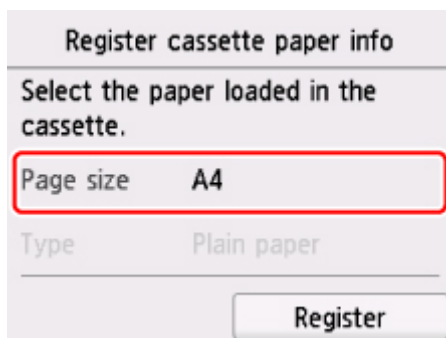 Register cassette paper info
Select the paper loaded in the
cassette.
Page size A4
Type Plain paper
Register